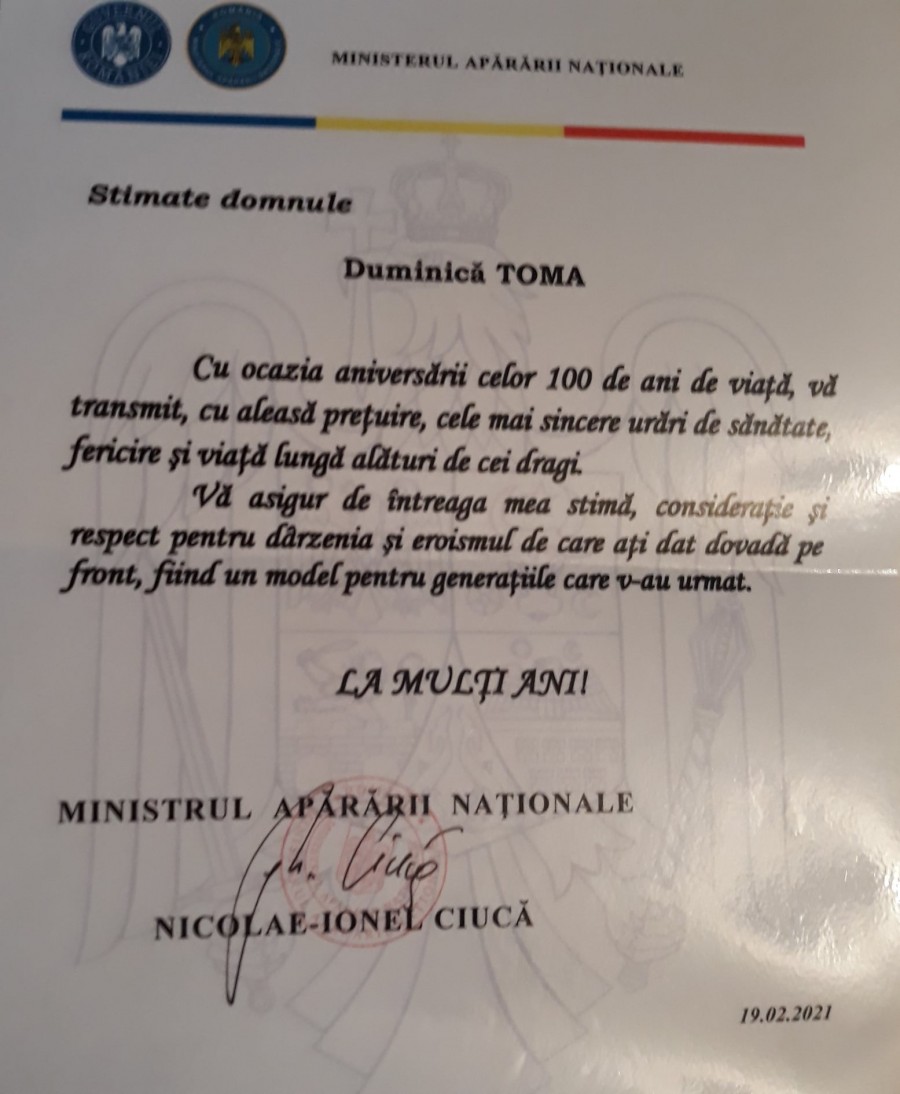 GUVERNUL ROMÂNIEI
ROMÂNIA
MINISTERUL APĂRĂRII NAȚIONALE
Stimate domnule
Duminică TOMA
Cu ocazia aniversării celor 100 de ani de viață, vă
transmit, cu aleasă prețuire, cele mai sincere urări de sănătate,
fericire și viață lungă alături de cei dragi.
Vă asigur de întreaga mea stimă, considerație și
respect pentru dârzenia și eroismul de care ați dat dovadă pe
front, fiind un model pentru generațiile care v-au urmat.
LA MULȚI ANI!
MINISTRUL APĂRĂRII NAȚIONALE
NICOLAE-IONEL CIUCĂ
19.02.2021